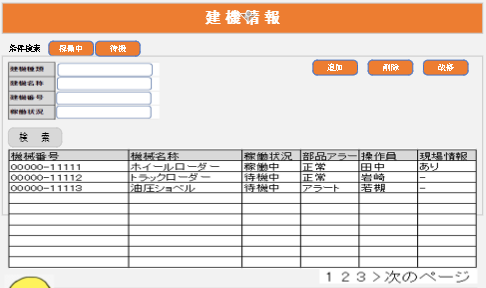 建機情報
条件検索 稼働中 待機
追加 削除 改修
建機種類
建機名称
建機番号
稼働状況
検 索
機械番号 機械名称 稼働状況 部品アラー 操作員 現場情報
00000-11111 ホイールローダー 稼働中 正常 田中 あり
00000-11112 トラックローダー 待機中 正常 岩崎 -
00000-11113 油圧ショベル 待機中 アラート 若槻 -
1 2 3 > 次のページ